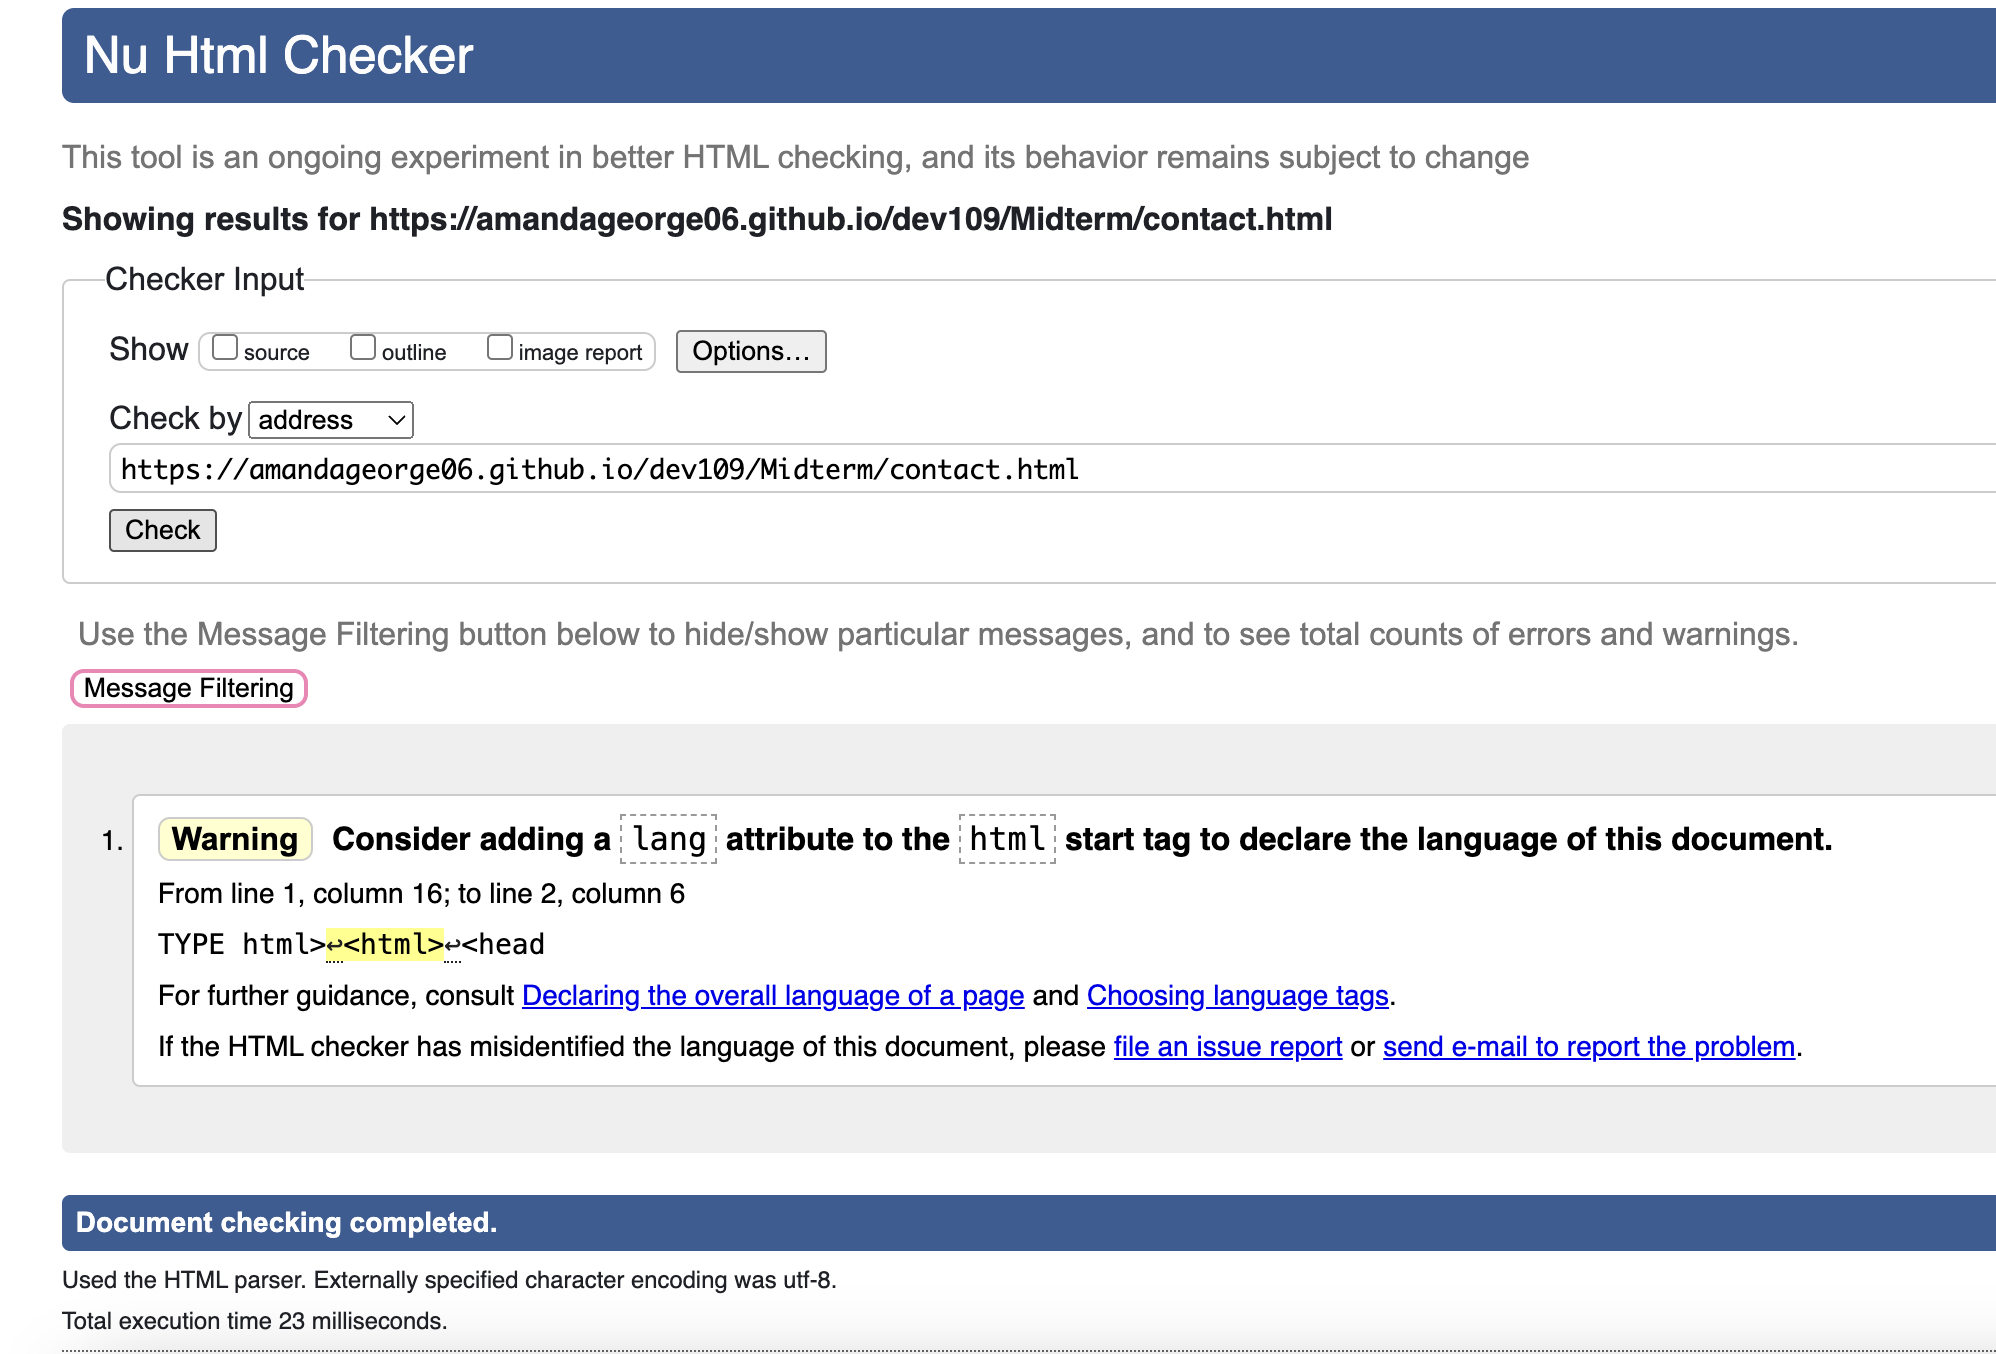 Nu Html Checker
This tool is an ongoing experiment in better HTML checking, and its behavior remains subject to change
Showing results for https://amandageorge06.github.io/dev109/Midterm/contact.html
Checker Input
Show source outline image report Options...
Check by address
https://amandageorge06.github.io/dev109/Midterm/contact.html
Check
Use the Message Filtering button below to hide/show particular messages, and to see total counts of errors and warnings.
Message Filtering
1. Warning Consider adding a lang attribute to the html start tag to declare the language of this document.
From line 1, column 16; to line 2, column 6
TYPE html>↩<html>↩<head
For further guidance, consult Declaring the overall language of a page and Choosing language tags.
If the HTML checker has misidentified the language of this document, please file an issue report or send e-mail to report the problem.
Document checking completed.
Used the HTML parser. Externally specified character encoding was utf-8.
Total execution time 23 milliseconds.